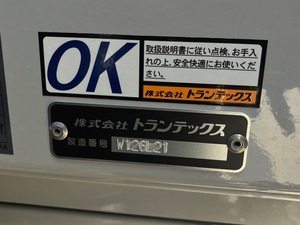 OK
取扱説明書に従い点検、お手入
れの上、安全快適にお使いくだ
さい。
株式会社 トランテックス
株式会社 トランテックス
製造番号 W126L21